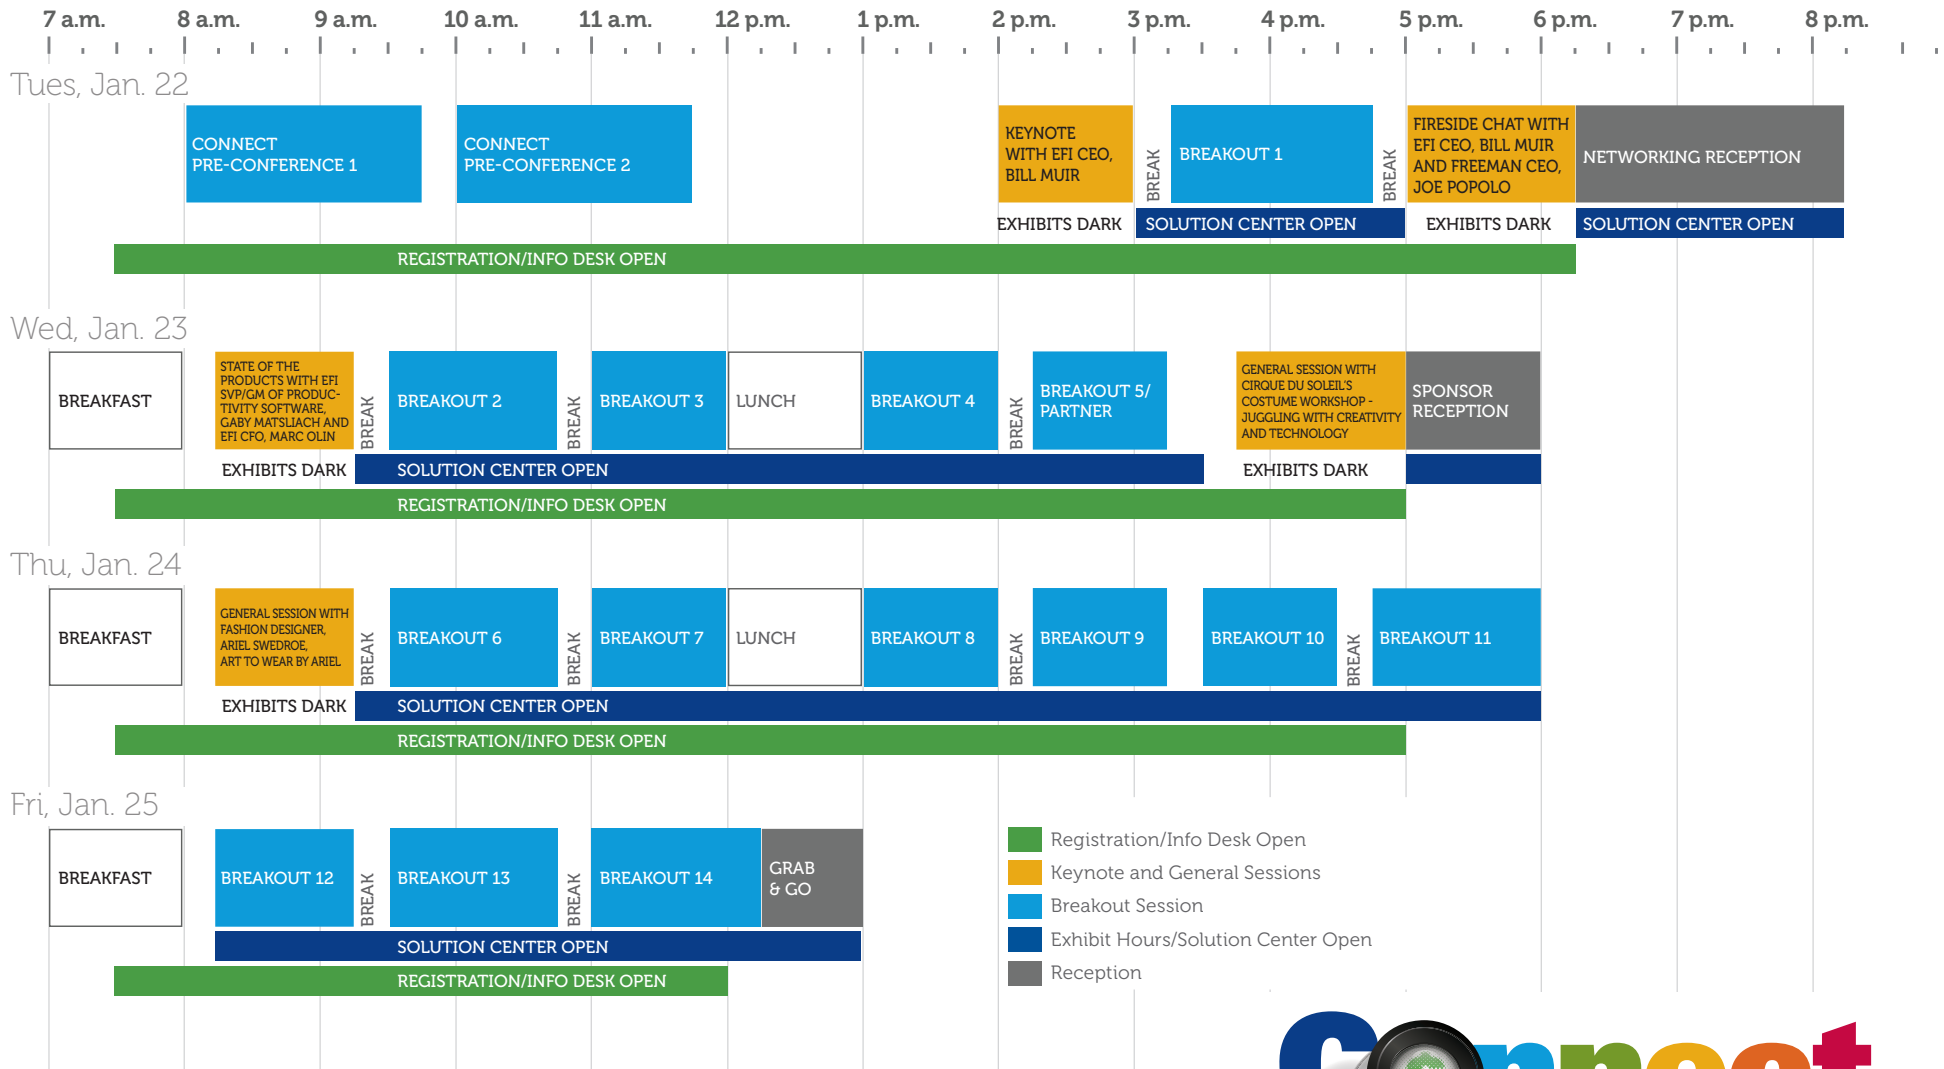 7 a.m. 8 a.m. 9 a.m. 10 a.m. 11 a.m. 12 p.m. 1 p.m. 2 p.m. 3 p.m. 4 p.m. 5 p.m. 6 p.m. 7 p.m. 8 p.m.
Tues, Jan. 22
CONNECT
PRE-CONFERENCE 1
CONNECT
PRE-CONFERENCE 2
KEYNOTE
WITH EFI CEO,
BILL MUIR
BREAK
BREAKOUT 1
BREAK
FIRESIDE CHAT WITH
EFI CEO, BILL MUIR
AND FREEMAN CEO,
JOE POPOLO
NETWORKING RECEPTION
EXHIBITS DARK
SOLUTION CENTER OPEN
EXHIBITS DARK
SOLUTION CENTER OPEN
REGISTRATION/INFO DESK OPEN
Wed, Jan. 23
BREAKFAST
STATE OF THE
PRODUCTS WITH EFI
SVP/GM OF PRODUC-
TIVITY SOFTWARE,
GABY MATSLIACH AND
EFI CFO, MARC OLIN
BREAK
BREAKOUT 2
BREAK
BREAKOUT 3
LUNCH
BREAKOUT 4
BREAK
BREAKOUT 5/
PARTNER
GENERAL SESSION WITH
CIRQUE DU SOLEIL'S
COSTUME WORKSHOP -
JUGGLING WITH CREATIVITY
AND TECHNOLOGY
SPONSOR
RECEPTION
EXHIBITS DARK
SOLUTION CENTER OPEN
EXHIBITS DARK
REGISTRATION/INFO DESK OPEN
Thu, Jan. 24
BREAKFAST
GENERAL SESSION WITH
FASHION DESIGNER,
ARIEL SWEDROE,
ART TO WEAR BY ARIEL
BREAK
BREAKOUT 6
BREAK
BREAKOUT 7
LUNCH
BREAKOUT 8
BREAK
BREAKOUT 9
BREAKOUT 10
BREAK
BREAKOUT 11
EXHIBITS DARK
SOLUTION CENTER OPEN
REGISTRATION/INFO DESK OPEN
Fri, Jan. 25
BREAKFAST
BREAKOUT 12
BREAK
BREAKOUT 13
BREAK
BREAKOUT 14
GRAB
& GO
SOLUTION CENTER OPEN
REGISTRATION/INFO DESK OPEN
Registration/Info Desk Open
Keynote and General Sessions
Breakout Session
Exhibit Hours/Solution Center Open
Reception
Connect